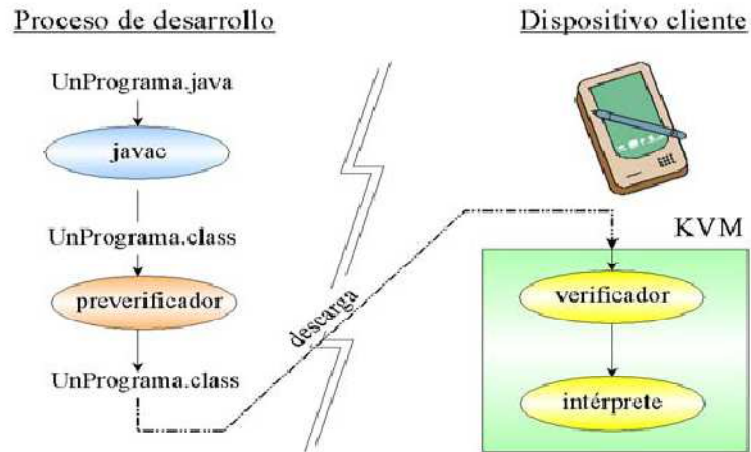 Proceso de desarrollo
UnPrograma.java
javac
UnPrograma.class
preverificador
UnPrograma.class
descarga
Dispositivo cliente
KVM
verificador
intérprete